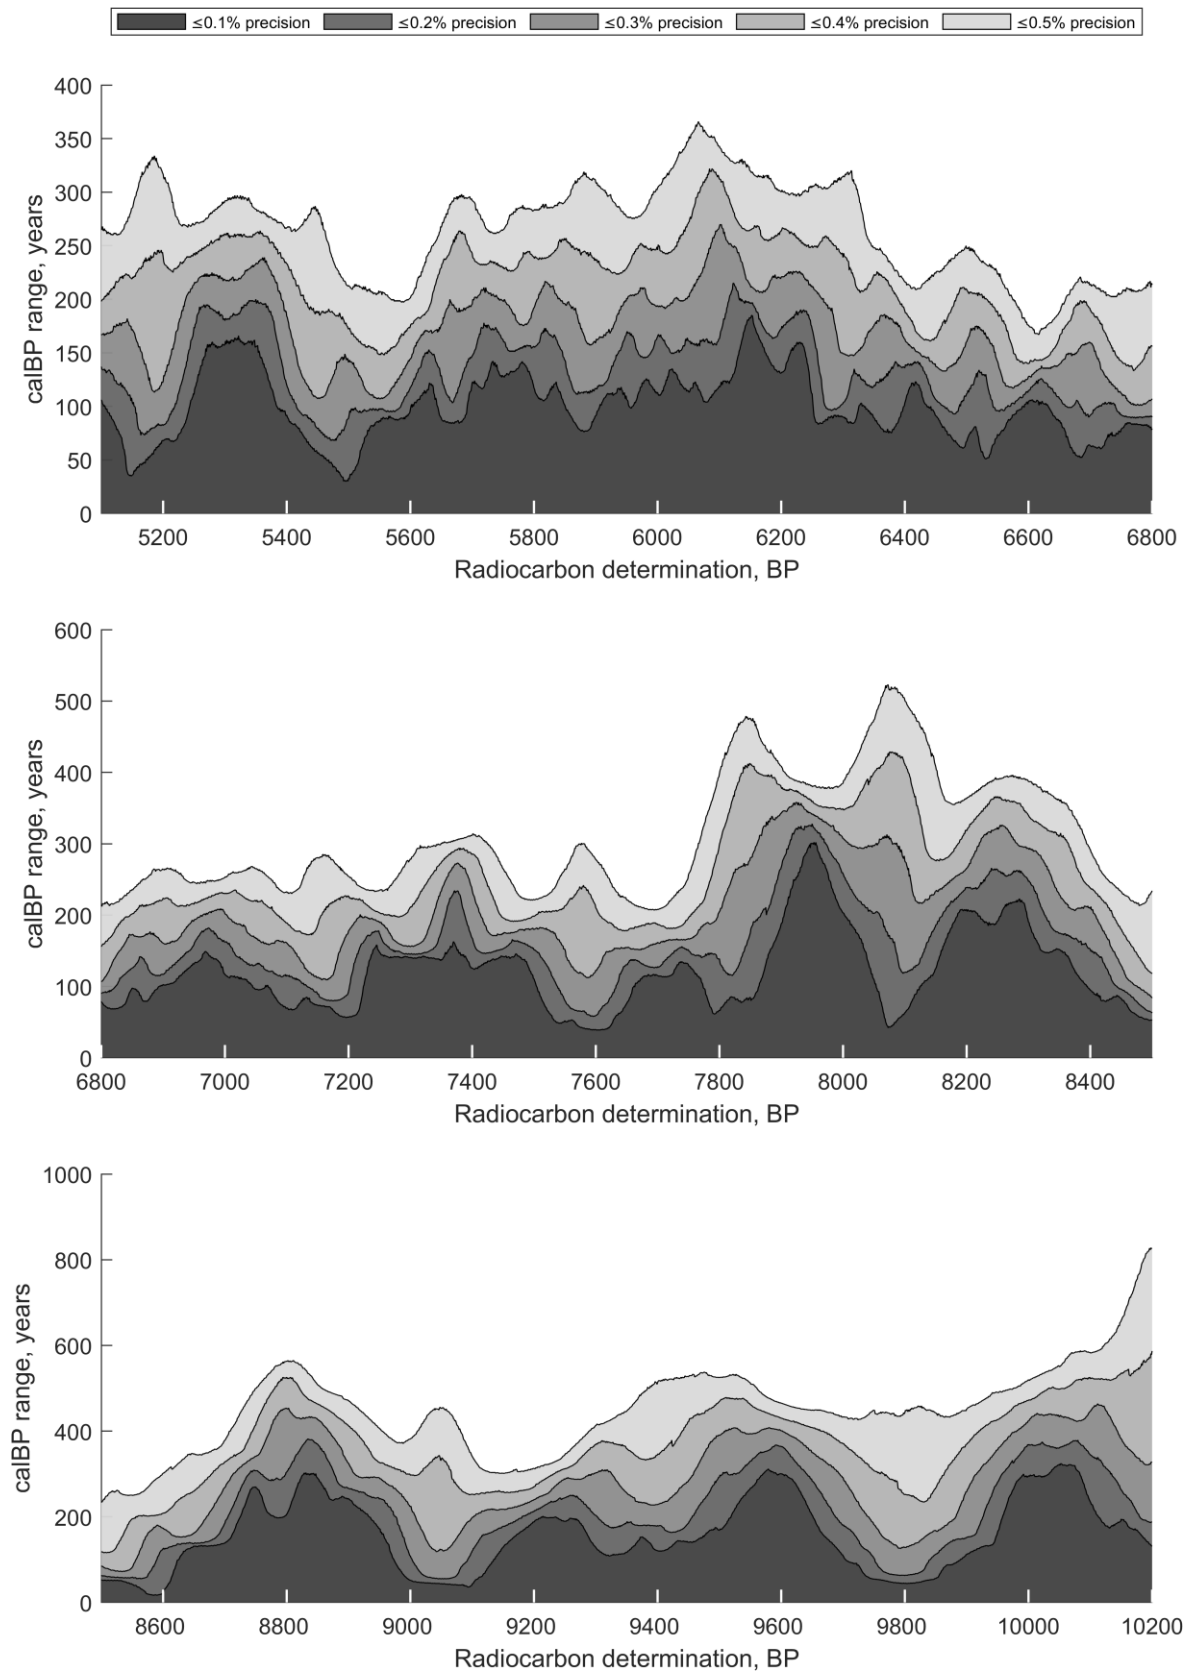 ≤0.1% precision ≤0.2% precision ≤0.3% precision ≤0.4% precision ≤0.5% precision
400
350
300
250
200
150
100
50
0
calBP range, years
5200 5400 5600 5800 6000 6200 6400 6600 6800
Radiocarbon determination, BP
600
500
400
300
200
100
0
calBP range, years
6800 7000 7200 7400 7600 7800 8000 8200 8400
Radiocarbon determination, BP
1000
800
600
400
200
0
calBP range, years
8600 8800 9000 9200 9400 9600 9800 10000 10200
Radiocarbon determination, BP